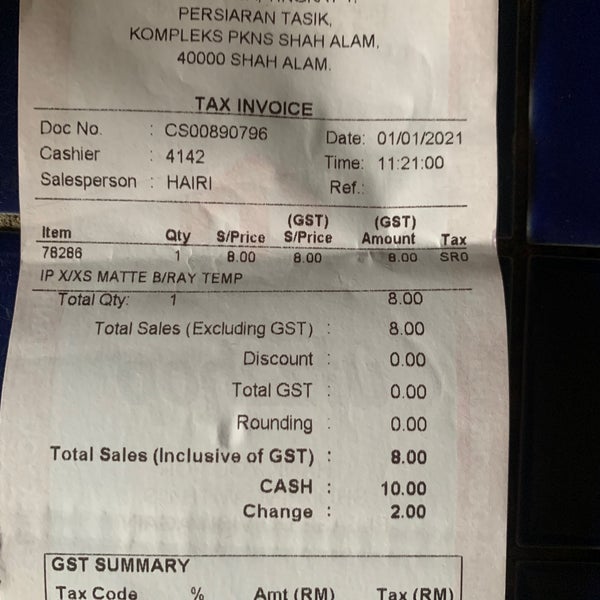 PERSIARAN TASIK,
KOMPLEKS PKNS SHAH ALAM,
40000 SHAH ALAM.
TAX INVOICE
Doc No. : CS00890796 Date: 01/01/2021
Cashier : 4142 Time: 11:21:00
Salesperson : HAIRI Ref.:
(GST) (GST)
Item Qty S/Price S/Price Amount Tax
78286 1 8.00 8.00 8.00 SR0
IP X/XS MATTE B/RAY TEMP
Total Qty: 1 8.00
Total Sales (Excluding GST) : 8.00
Discount : 0.00
Total GST : 0.00
Rounding : 0.00
Total Sales (Inclusive of GST) : 8.00
CASH : 10.00
Change : 2.00
GST SUMMARY
Tax Code % Amt (RM) Tax (RM)